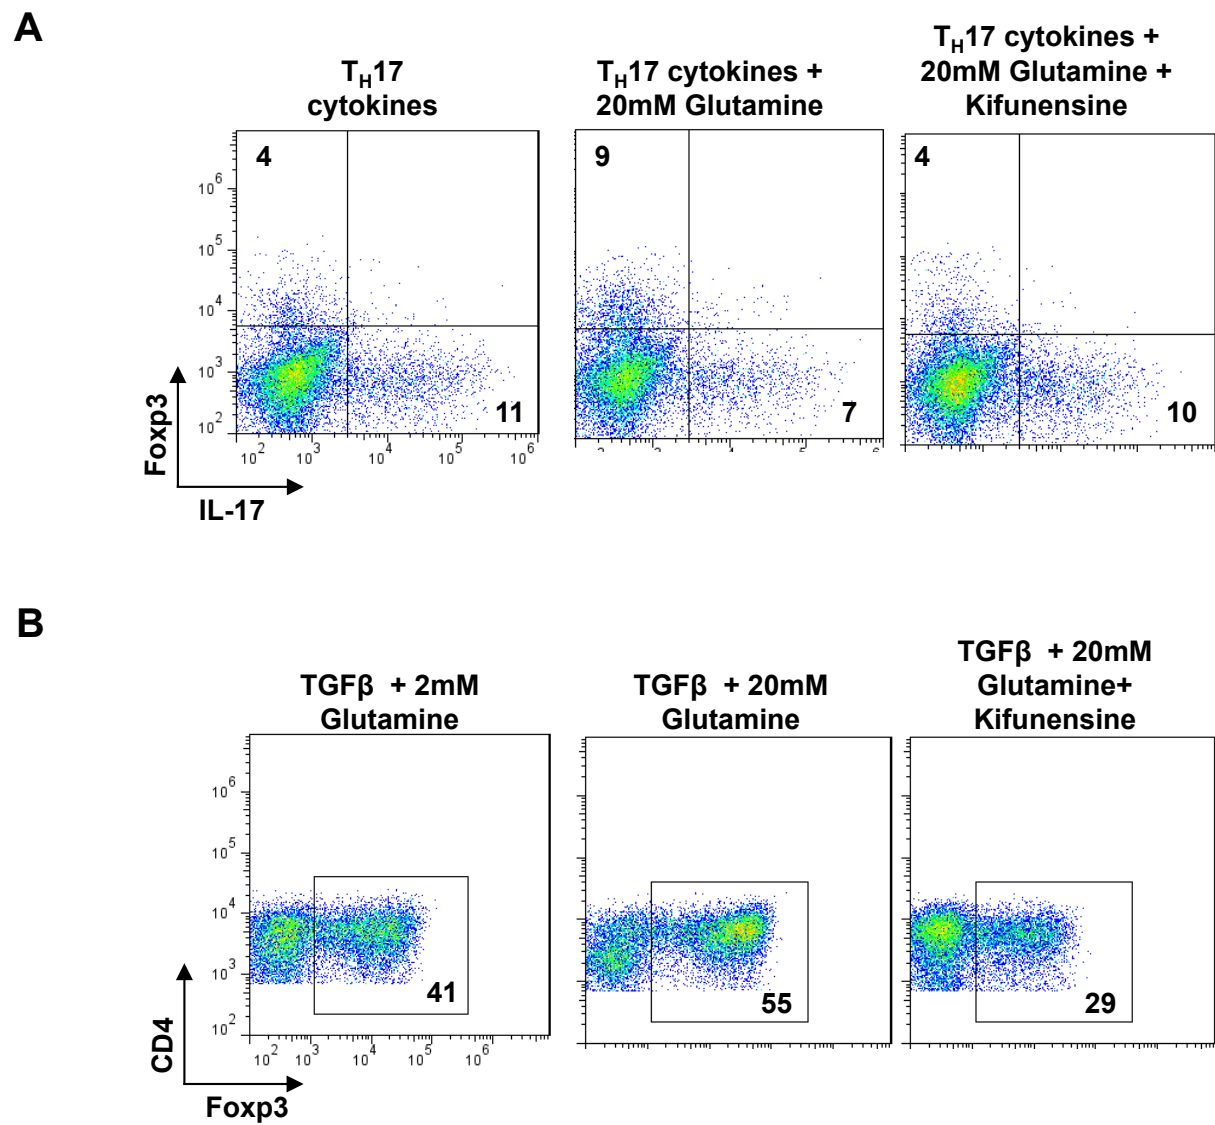 A
T_H17
cytokines
T_H17 cytokines +
20mM Glutamine
T_H17 cytokines +
20mM Glutamine +
Kifunensine
4
9
4
10^6
10^5
10^4
10^3
10^2
11
7
10
10^2 10^3 10^4 10^5 10^6
Foxp3
IL-17
B
TGFβ + 2mM
Glutamine
TGFβ + 20mM
Glutamine
TGFβ + 20mM
Glutamine+
Kifunensine
10^6
10^5
10^4
10^3
10^2
41
55
29
10^2 10^3 10^4 10^5 10^6
CD4
Foxp3